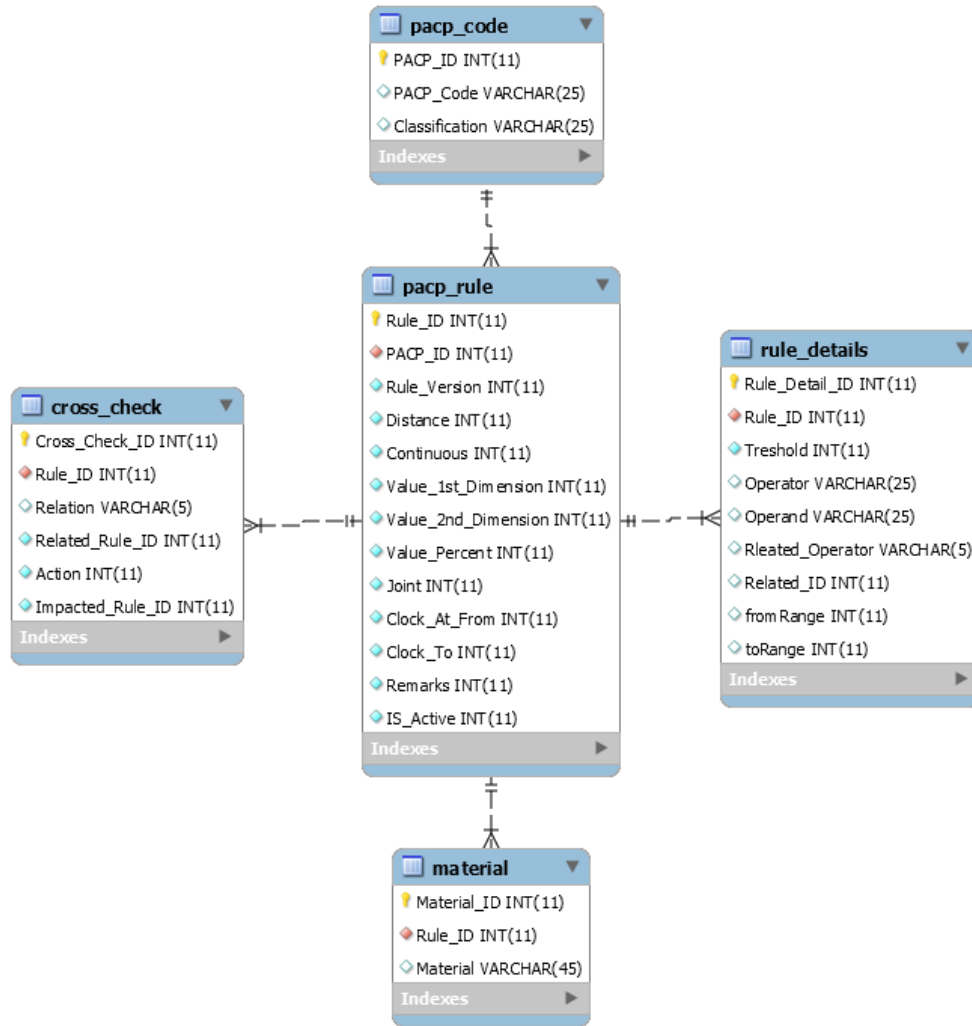 pacp_code
PACP_ID INT(11)
PACP_Code VARCHAR(25)
Classification VARCHAR(25)
Indexes
pacp_rule
Rule_ID INT(11)
PACP_ID INT(11)
Rule_Version INT(11)
Distance INT(11)
Continuous INT(11)
Value_1st_Dimension INT(11)
Value_2nd_Dimension INT(11)
Value_Percent INT(11)
Joint INT(11)
Clock_At_From INT(11)
Clock_To INT(11)
Remarks INT(11)
IS_Active INT(11)
Indexes
cross_check
Cross_Check_ID INT(11)
Rule_ID INT(11)
Relation VARCHAR(5)
Related_Rule_ID INT(11)
Action INT(11)
Impacted_Rule_ID INT(11)
Indexes
rule_details
Rule_Detail_ID INT(11)
Rule_ID INT(11)
Treshold INT(11)
Operator VARCHAR(25)
Operand VARCHAR(25)
Rleated_Operator VARCHAR(5)
Related_ID INT(11)
fromRange INT(11)
toRange INT(11)
Indexes
material
Material_ID INT(11)
Rule_ID INT(11)
Material VARCHAR(45)
Indexes